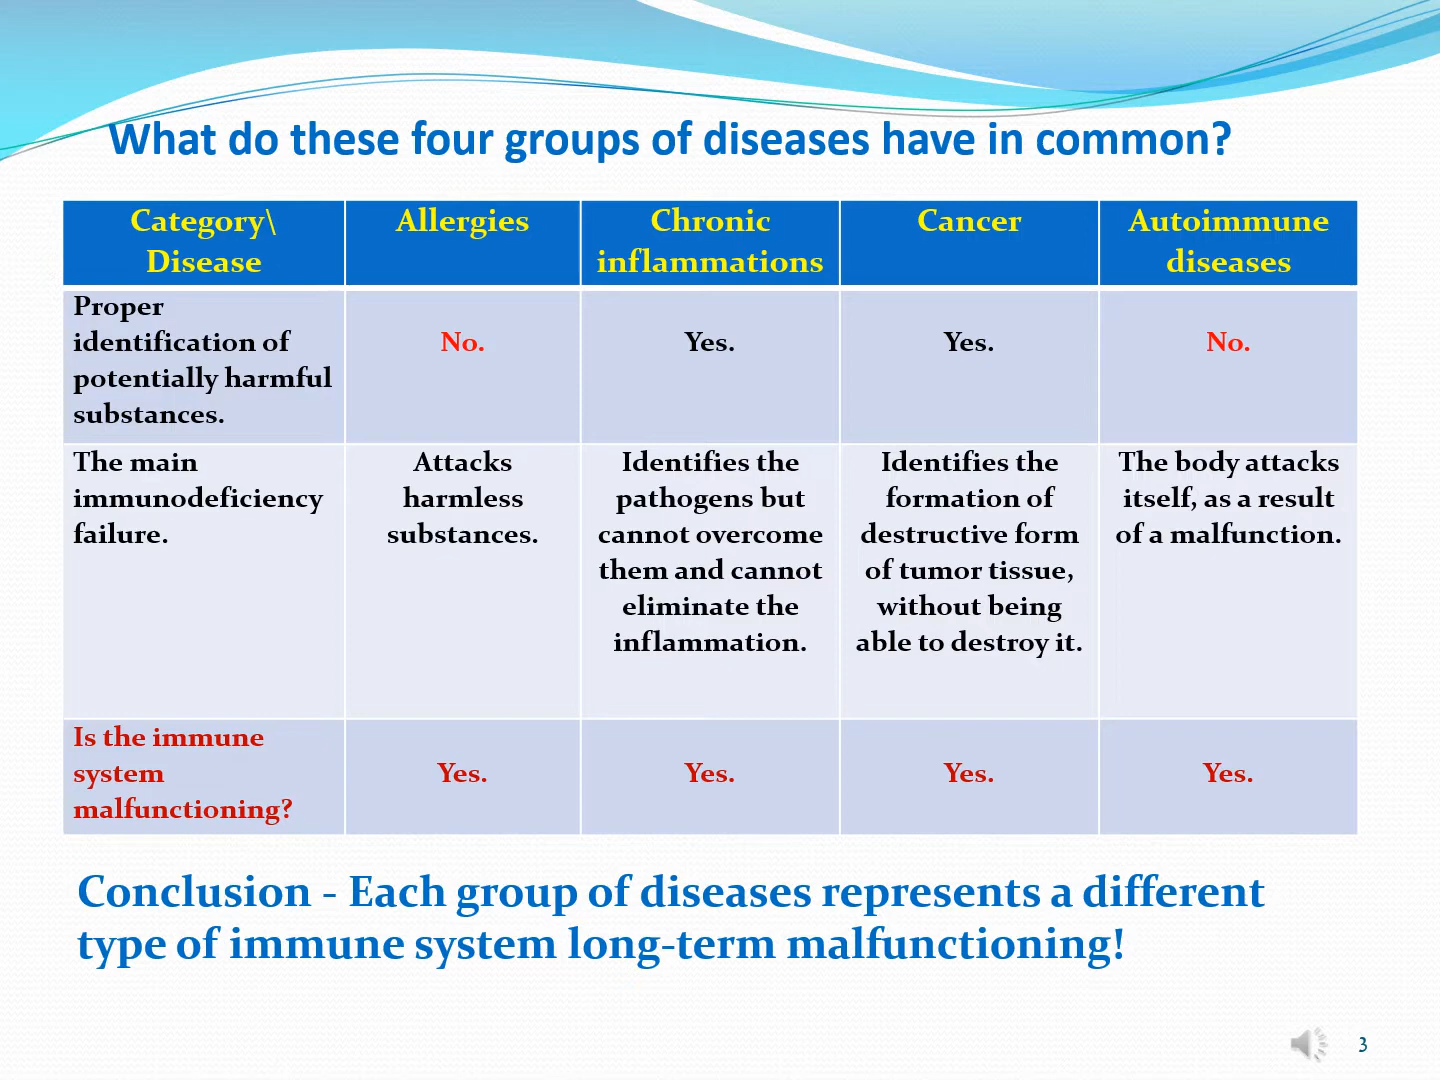 What do these four groups of diseases have in common?
Category\
Disease
Allergies
Chronic
inflammations
Cancer
Autoimmune
diseases
Proper
identification of
potentially harmful
substances.
No.
Yes.
Yes.
No.
The main
immunodeficiency
failure.
Attacks
harmless
substances.
Identifies the
pathogens but
cannot overcome
them and cannot
eliminate the
inflammation.
Identifies the
formation of
destructive form
of tumor tissue,
without being
able to destroy it.
The body attacks
itself, as a result
of a malfunction.
Is the immune
system
malfunctioning?
Yes.
Yes.
Yes.
Yes.
Conclusion - Each group of diseases represents a different
type of immune system long-term malfunctioning!
3